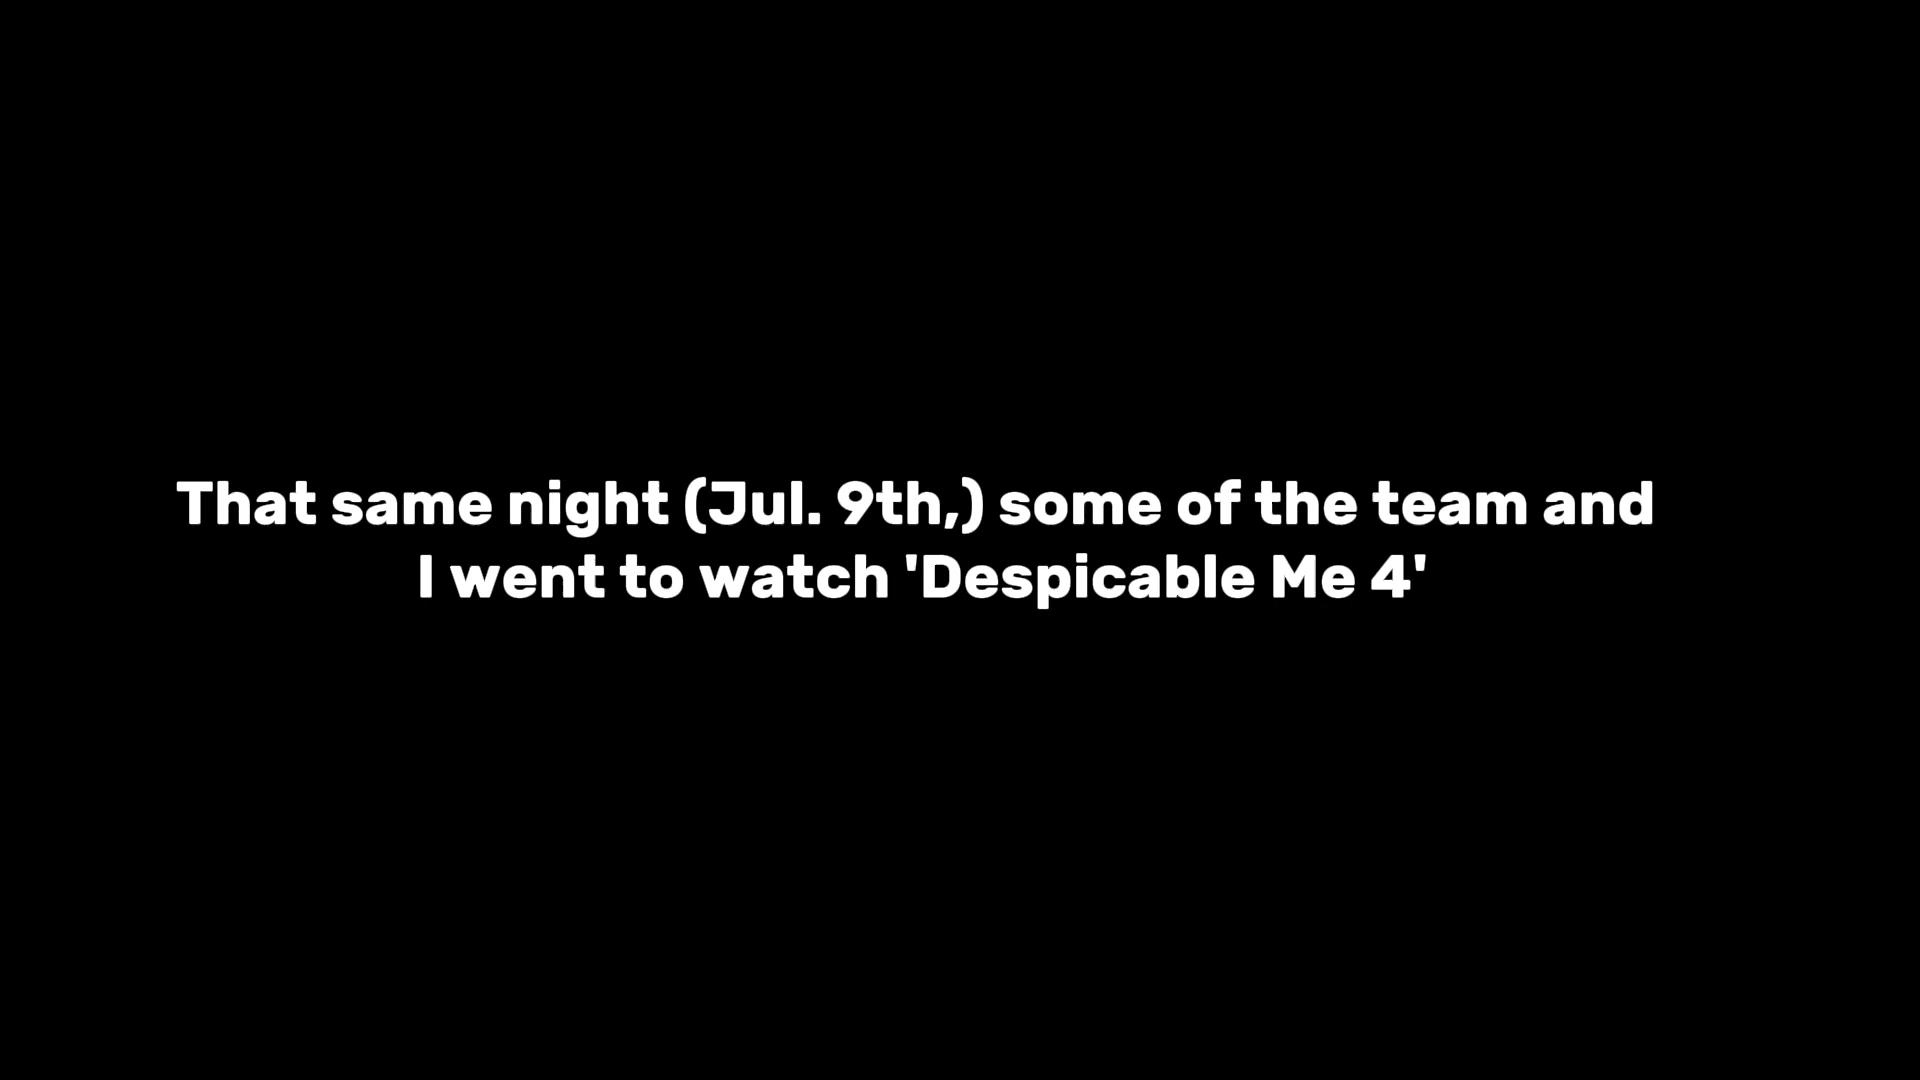 That same night (Jul. 9th,) some of the team and
I went to watch 'Despicable Me 4'